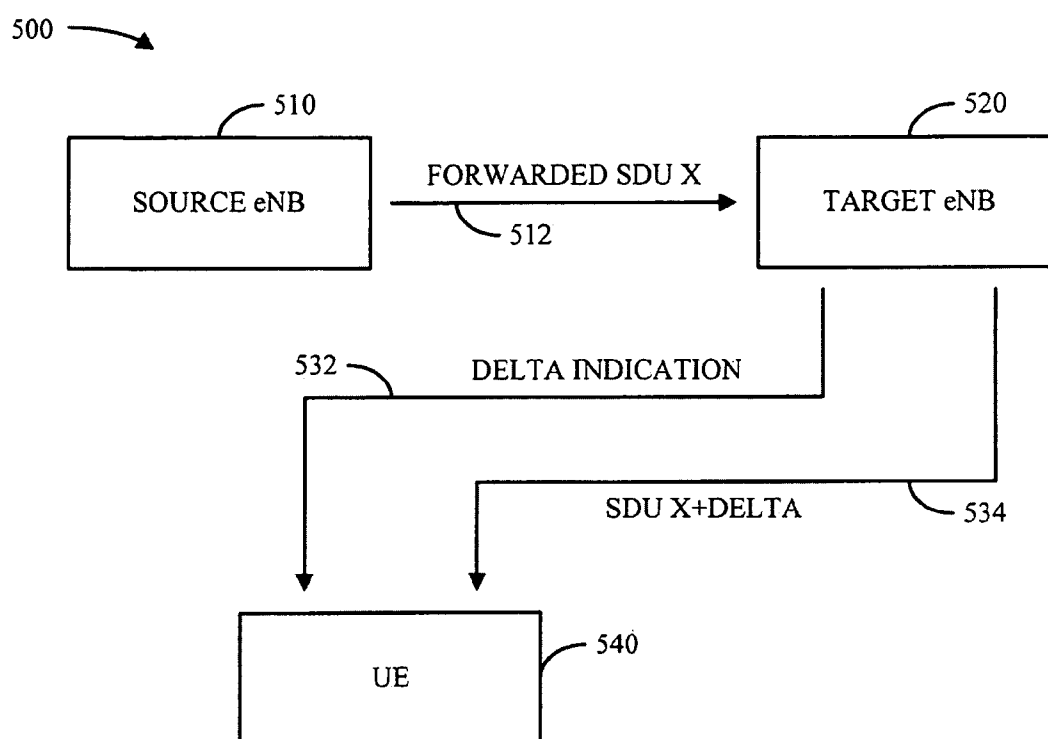 500
510
520
SOURCE eNB
FORWARDED SDU X
TARGET eNB
512
532
DELTA INDICATION
SDU X+DELTA
534
UE
540